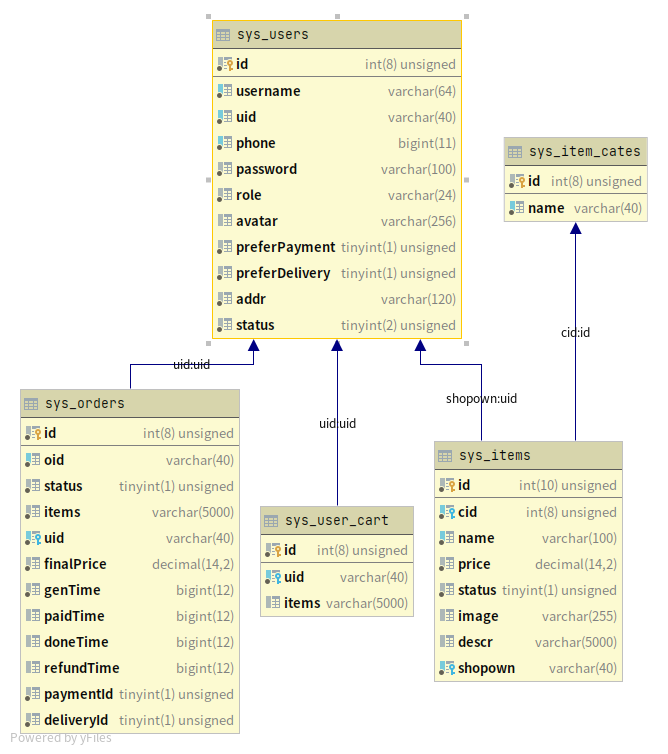 sys_users
id int(8) unsigned
username varchar(64)
uid varchar(40)
phone bigint(11)
password varchar(100)
role varchar(24)
avatar varchar(256)
preferPayment tinyint(1) unsigned
preferDelivery tinyint(1) unsigned
addr varchar(120)
status tinyint(2) unsigned
sys_item_cates
id int(8) unsigned
name varchar(40)
cid:id
uid:uid
uid:uid
shopown:uid
sys_orders
id int(8) unsigned
oid varchar(40)
status tinyint(1) unsigned
items varchar(5000)
uid varchar(40)
finalPrice decimal(14,2)
genTime bigint(12)
paidTime bigint(12)
doneTime bigint(12)
refundTime bigint(12)
paymentId tinyint(1) unsigned
deliveryId tinyint(1) unsigned
sys_user_cart
id int(8) unsigned
uid varchar(40)
items varchar(5000)
sys_items
id int(10) unsigned
cid int(8) unsigned
name varchar(100)
price decimal(14,2)
status tinyint(1) unsigned
image varchar(255)
descr varchar(5000)
shopown varchar(40)
Powered by yFiles